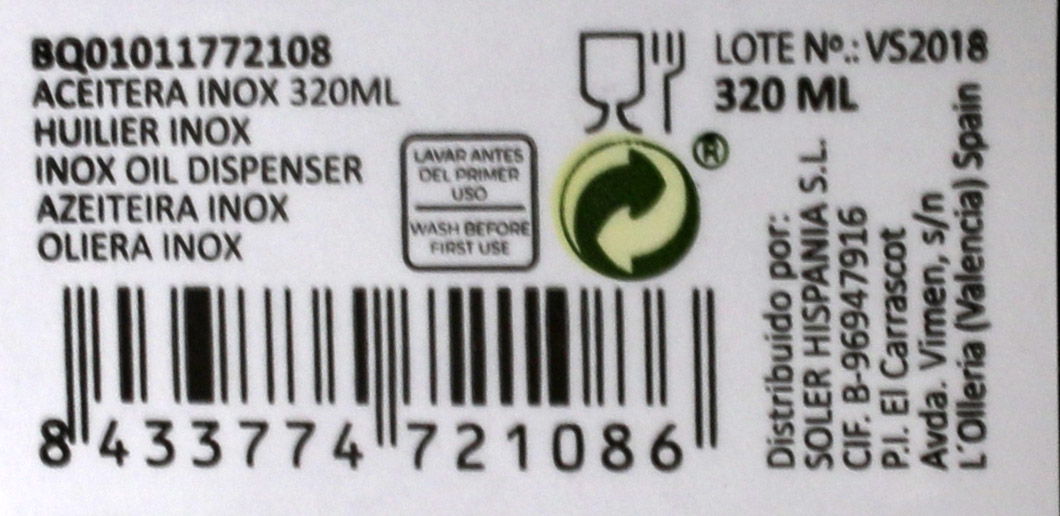 BQ01011772108
ACEITERA INOX 320ML
HUILIER INOX
INOX OIL DISPENSER
AZEITEIRA INOX
OLIERA INOX
LAVAR ANTES
DEL PRIMER
USO
WASH BEFORE
FIRST USE
®
LOTE Nº.: VS2018
320 ML
Distribuido por:
SOLER HISPANIA S.L.
CIF. B-96947916
P.I. El Carrascot
Avda. Vimen, s/n
L´Olleria (Valencia) Spain
8 433774 721086